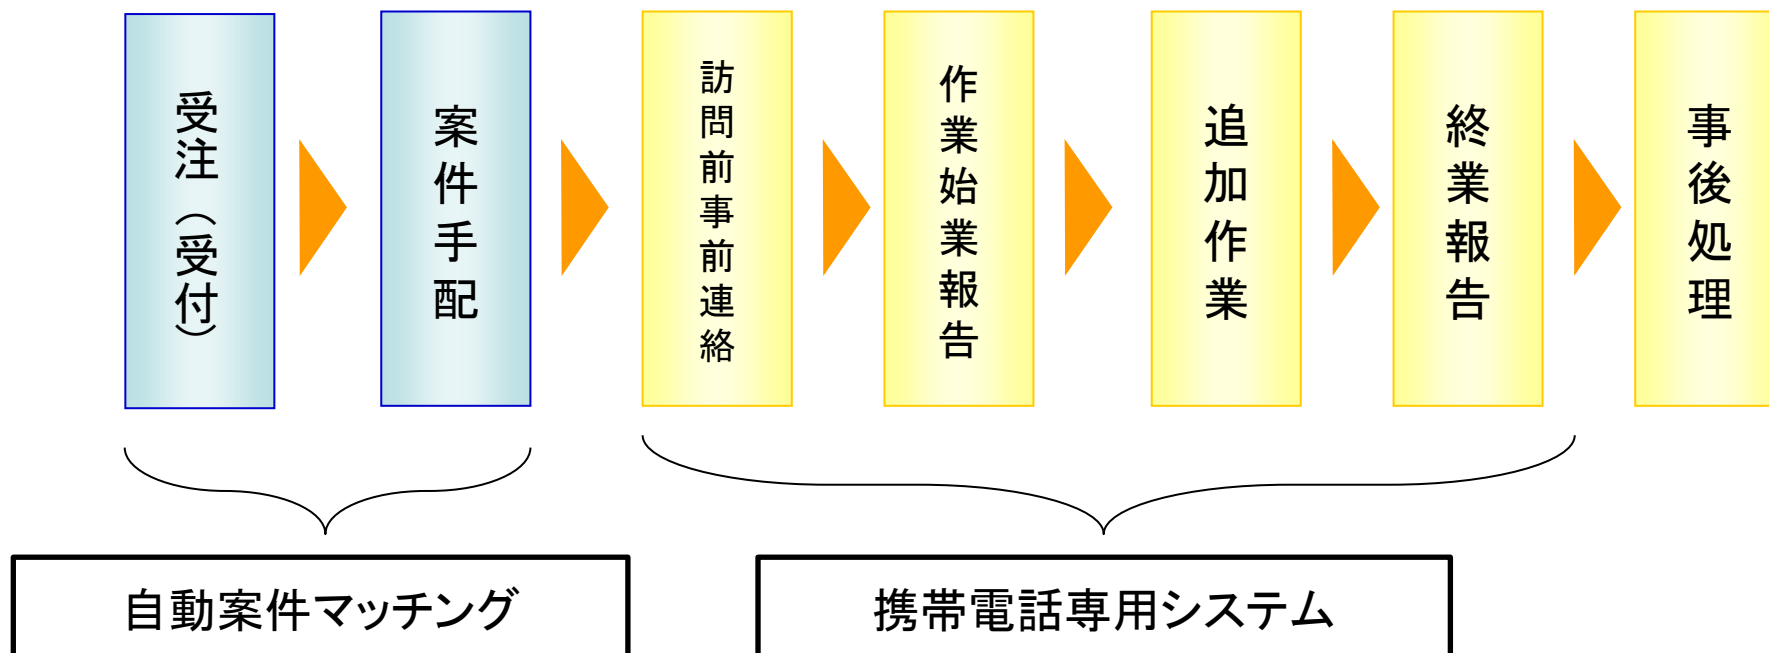 受注（受付）
案件手配
訪問前事前連絡
作業始業報告
追加作業
終業報告
事後処理
自動案件マッチング
携帯電話専用システム